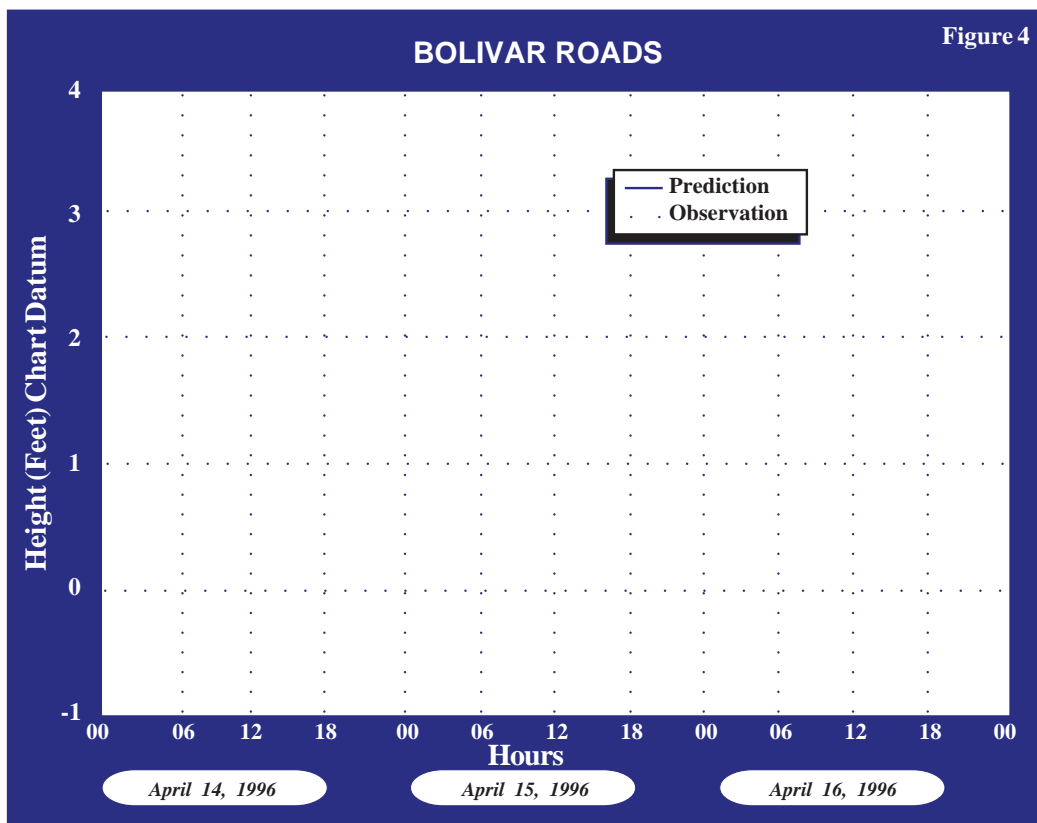 Figure 4
BOLIVAR ROADS
Height (Feet) Chart Datum
4
3
2
1
0
-1
Prediction
Observation
00 06 12 18 00 06 12 18 00 06 12 18 00
Hours
April 14, 1996 April 15, 1996 April 16, 1996